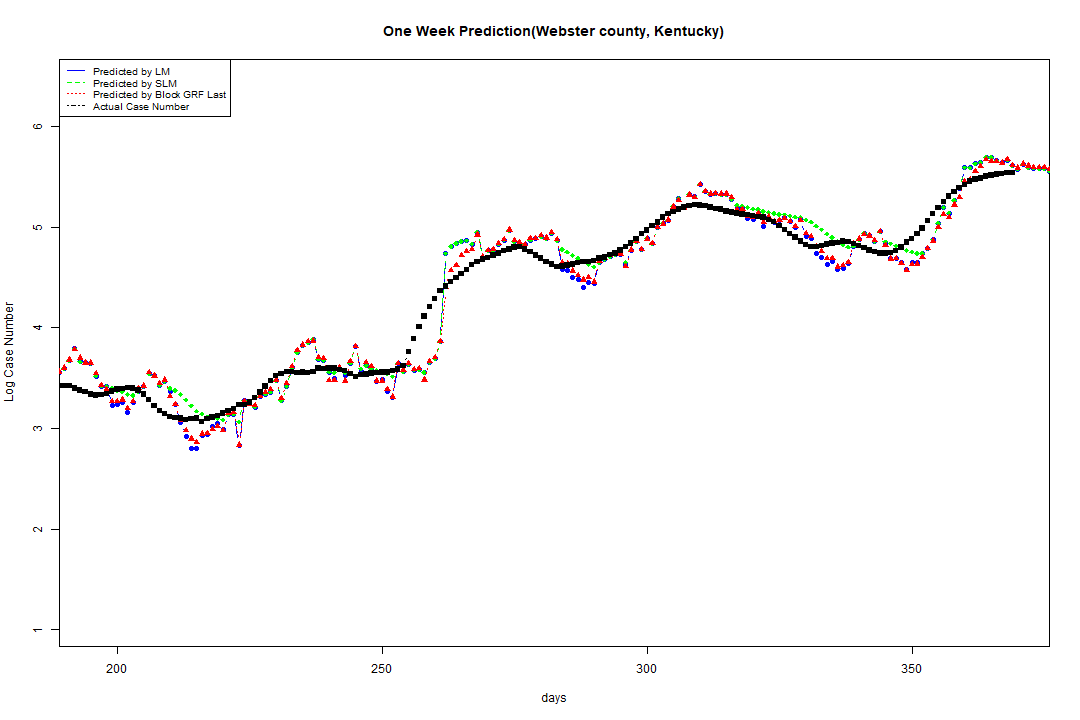 One Week Prediction(Webster county, Kentucky)
Predicted by LM
Predicted by SLM
Predicted by Block GRF Last
Actual Case Number
6
5
4
3
2
1
Log Case Number
200
250
300
350
days